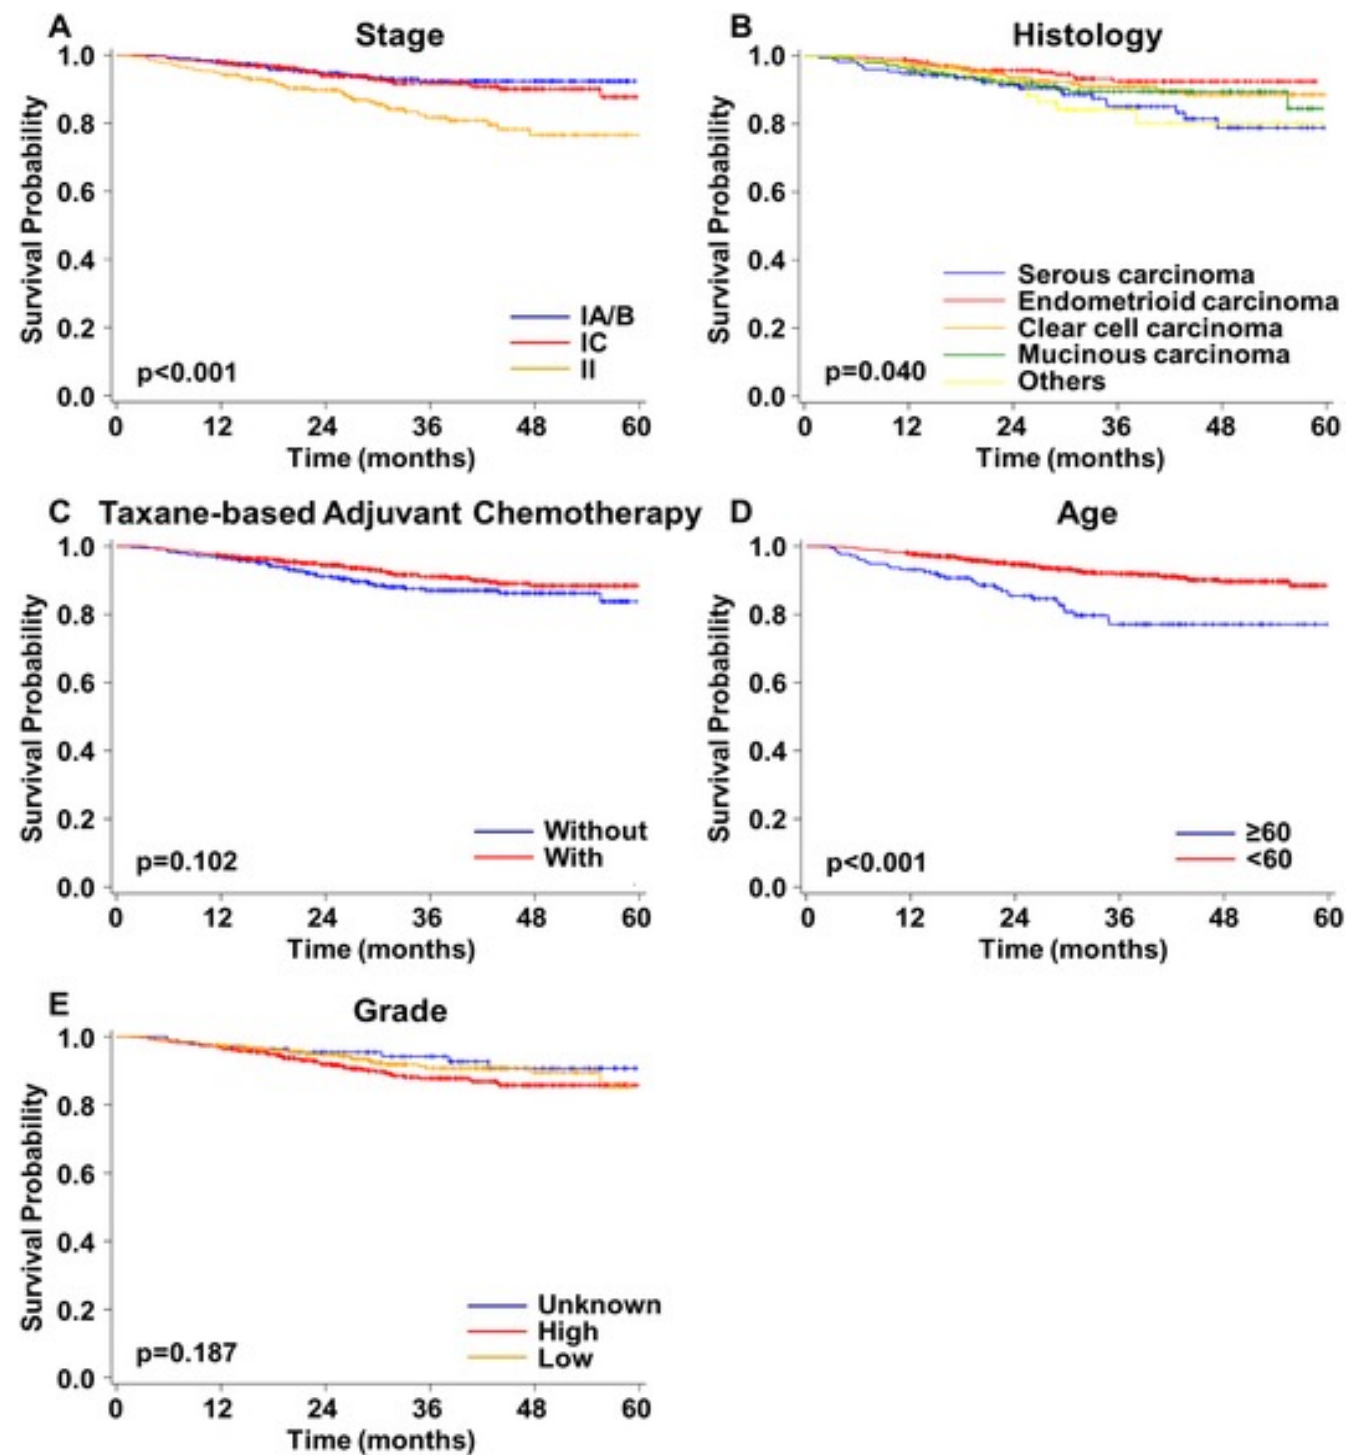 A Stage
Survival Probability
1.0
0.8
0.6
0.4
0.2
0.0
IA/B
IC
II
p<0.001
0 12 24 36 48 60
Time (months)
B Histology
Survival Probability
1.0
0.8
0.6
0.4
0.2
0.0
Serous carcinoma
Endometrioid carcinoma
Clear cell carcinoma
Mucinous carcinoma
Others
p=0.040
0 12 24 36 48 60
Time (months)
C Taxane-based Adjuvant Chemotherapy
Survival Probability
1.0
0.8
0.6
0.4
0.2
0.0
Without
With
p=0.102
0 12 24 36 48 60
Time (months)
D Age
Survival Probability
1.0
0.8
0.6
0.4
0.2
0.0
≥60
<60
p<0.001
0 12 24 36 48 60
Time (months)
E Grade
Survival Probability
1.0
0.8
0.6
0.4
0.2
0.0
Unknown
High
Low
p=0.187
0 12 24 36 48 60
Time (months)